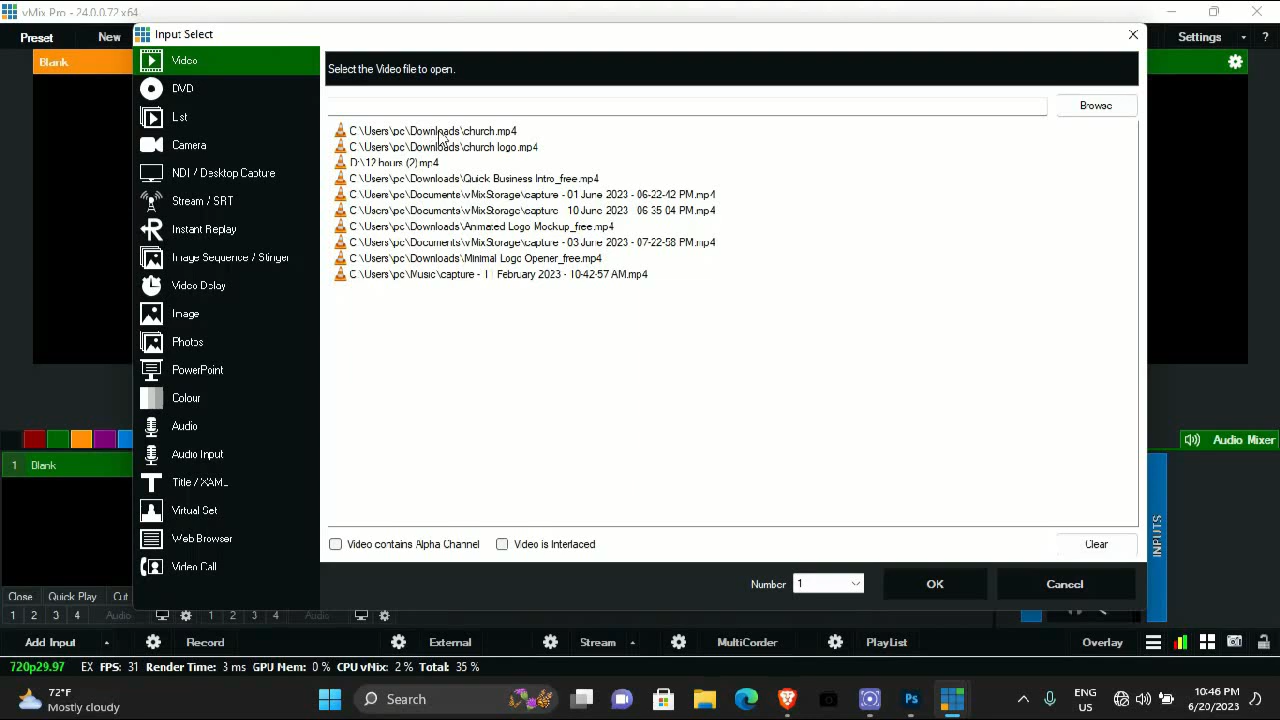 vMix Pro - 24.0.0.72 x64
Input Select
Preset
New
Settings
?
Blank
Video
DVD
List
Camera
NDI / Desktop Capture
Stream / SRT
Instant Replay
Image Sequence / Stinger
Video Delay
Image
Photos
PowerPoint
Colour
Audio
Audio Input
Title / XAML
Virtual Set
Web Browser
Video Call
Select the Video file to open.
Browse
C:\Users\pc\Downloads\church.mp4
C:\Users\pc\Downloads\church logo.mp4
D:\12 hours (2).mp4
C:\Users\pc\Downloads\Quick Business Intro_free.mp4
C:\Users\pc\Documents\vMixStorage\capture - 01 June 2023 - 06-22-42 PM.mp4
C:\Users\pc\Documents\vMixStorage\capture - 10 June 2023 - 06-35-04 PM.mp4
C:\Users\pc\Downloads\Animated Logo Mockup_free.mp4
C:\Users\pc\Documents\vMixStorage\capture - 03 June 2023 - 07-22-58 PM.mp4
C:\Users\pc\Downloads\Minimal Logo Opener_free.mp4
C:\Users\pc\Music\capture - 11 February 2023 - 10-42-57 AM.mp4
Video contains Alpha Channel
Video is Interlaced
Clear
Number 1
OK
Cancel
Audio Mixer
1 Blank
INPUTS
Close Quick Play Cut
1 2 3 4 Audio
1 2 3 4 Audio
Add Input
Record
External
Stream
MultiCorder
PlayList
Overlay
720p29.97 EX FPS: 31 Render Time: 3 ms GPU Mem: 0 % CPU vMix: 2 % Total: 35 %
72°F
Mostly cloudy
Search
Ps
ENG
US
10:46 PM
6/20/2023